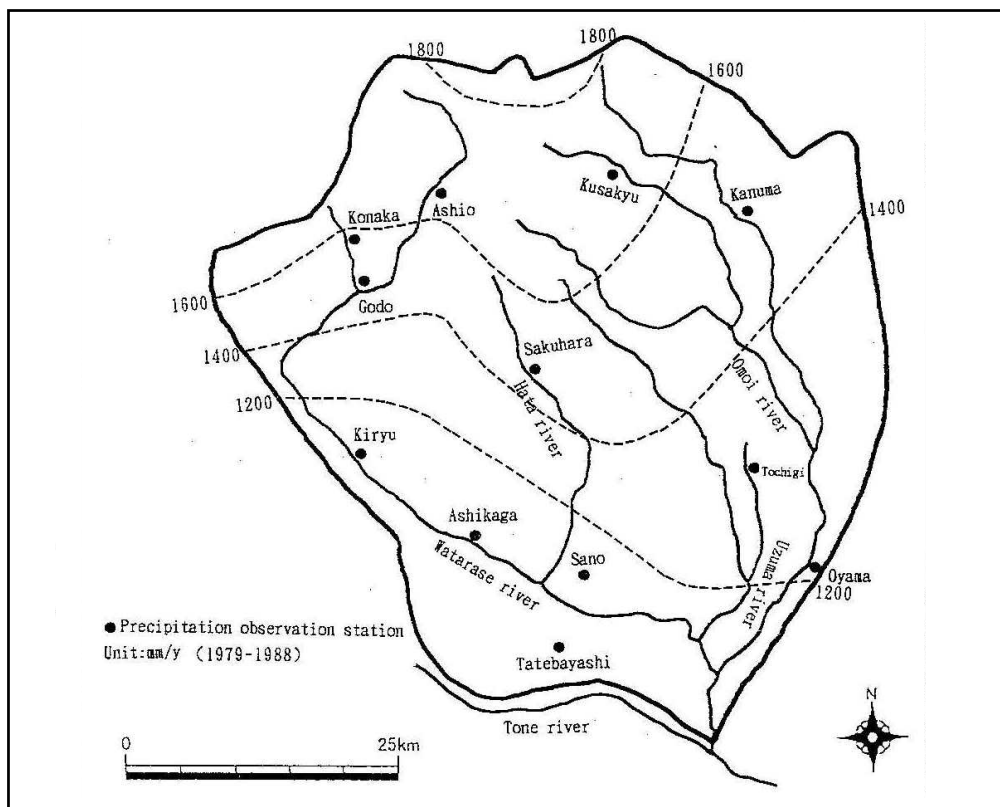 1800
1800
1600
Kusakyu
Kanuma
1400
Ashio
Konaka
1600
Godo
1400
Sakuhara
Hata river
Omoi river
1200
Kiryu
Tochigi
Ashikaga
Watarase river
Sano
Uzuma river
Oyama
1200
● Precipitation observation station
Unit:mm/y (1979-1988)
Tatebayashi
Tone river
N
0 25km